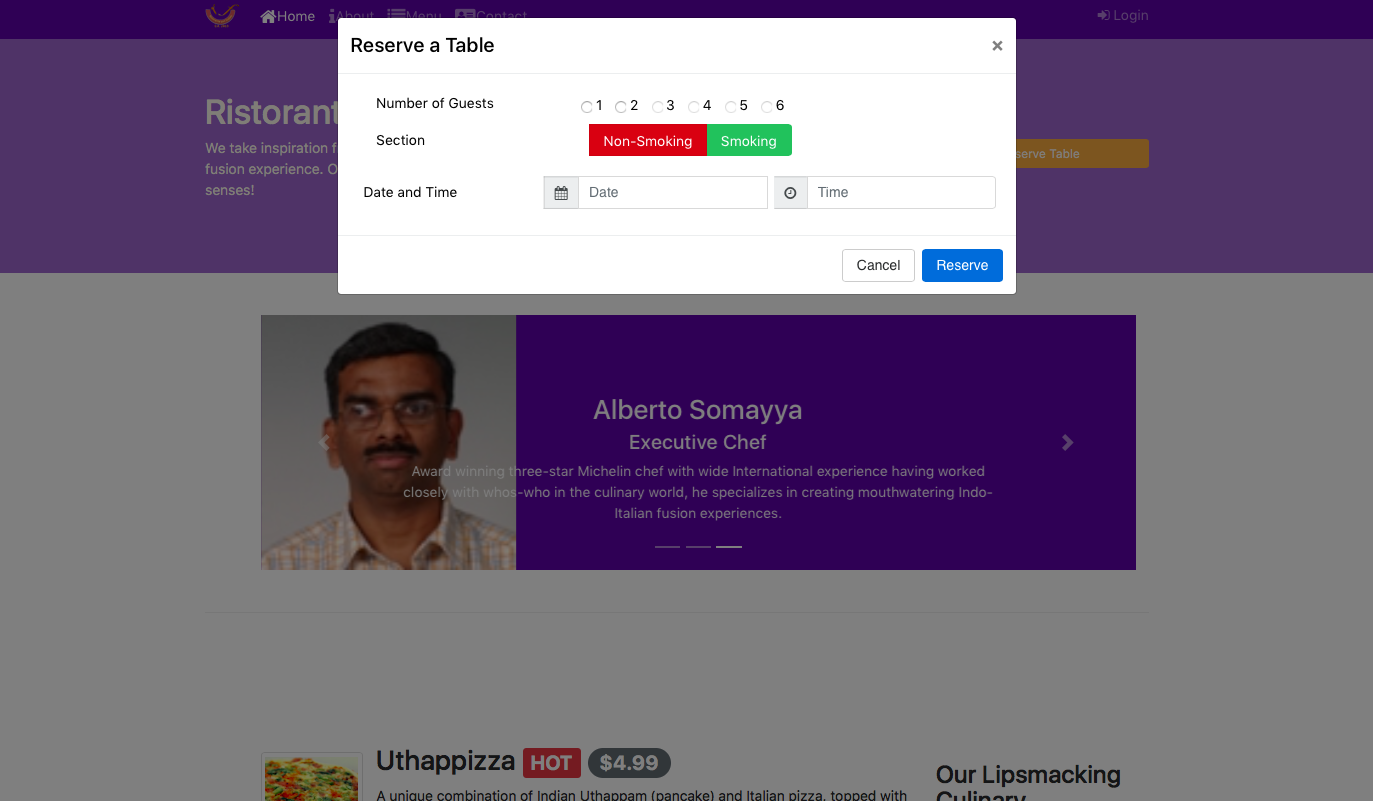 Home About Menu Contact Login
Reserve a Table ×
Number of Guests 1 2 3 4 5 6
Section Non-Smoking Smoking
Date and Time Date Time
Cancel Reserve
Ristorant
We take inspiration f
fusion experience. O
senses!
serve Table
Alberto Somayya
Executive Chef
Award winning three-star Michelin chef with wide International experience having worked
closely with whos-who in the culinary world, he specializes in creating mouthwatering Indo-
Italian fusion experiences.
Uthappizza HOT $4.99
A unique combination of Indian Uthappam (pancake) and Italian pizza, topped with
Our Lipsmacking
Culinary